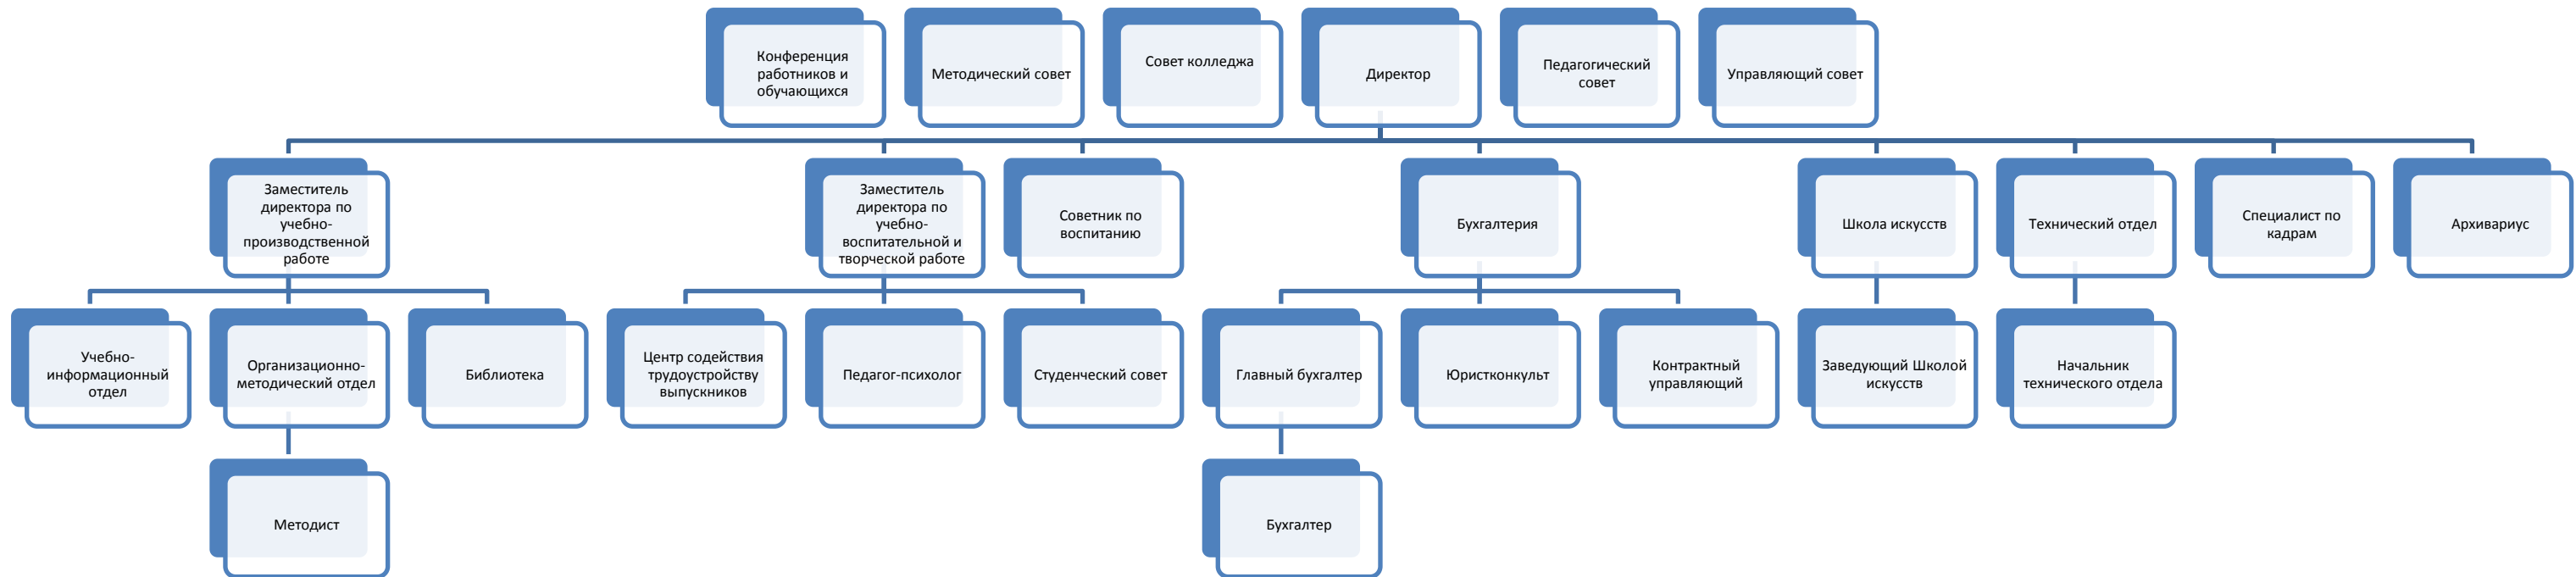 Конференция
работников и
обучающихся
Методический совет
Совет колледжа
Директор
Педагогический
совет
Управляющий совет
Заместитель
директора по
учебно-
производственной
работе
Заместитель
директора по
учебно-
воспитательной и
творческой работе
Советник по
воспитанию
Бухгалтерия
Школа искусств
Технический отдел
Специалист по
кадрам
Архивариус
Учебно-
информационный
отдел
Организационно-
методический отдел
Библиотека
Центр содействия
трудоустройству
выпускников
Педагог-психолог
Студенческий совет
Главный бухгалтер
Юристконкульт
Контрактный
управляющий
Заведующий Школой
искусств
Начальник
технического отдела
Методист
Бухгалтер